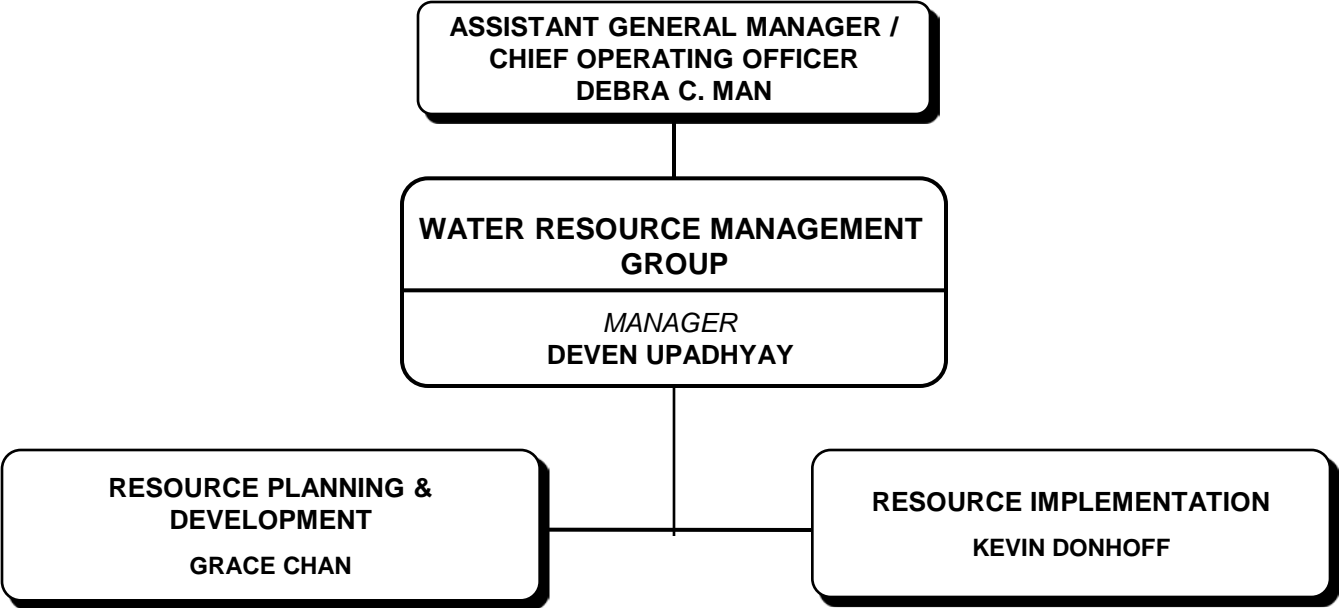 ASSISTANT GENERAL MANAGER /
CHIEF OPERATING OFFICER
DEBRA C. MAN
WATER RESOURCE MANAGEMENT
GROUP
MANAGER
DEVEN UPADHYAY
RESOURCE PLANNING &
DEVELOPMENT
GRACE CHAN
RESOURCE IMPLEMENTATION
KEVIN DONHOFF